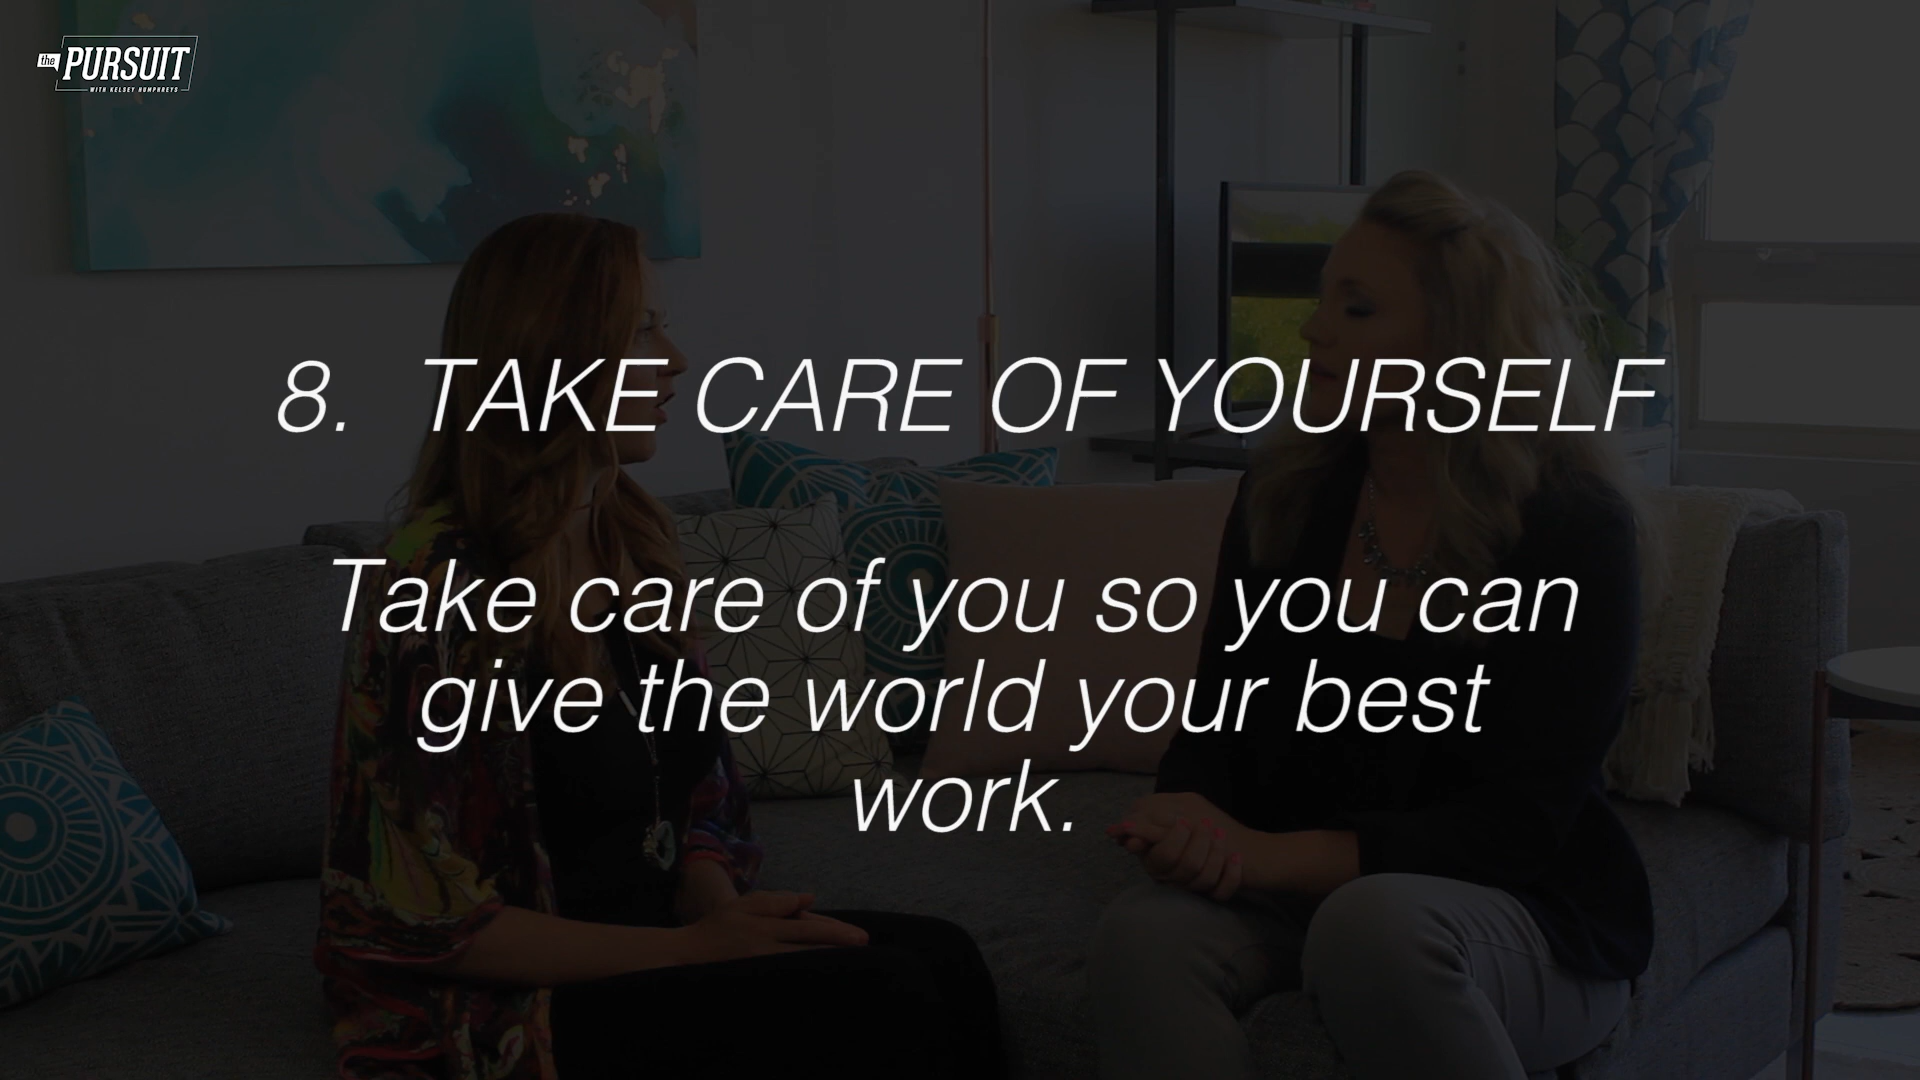 the
PURSUIT
WITH KELSEY HUMPHREYS
8. TAKE CARE OF YOURSELF
Take care of you so you can
give the world your best
work.